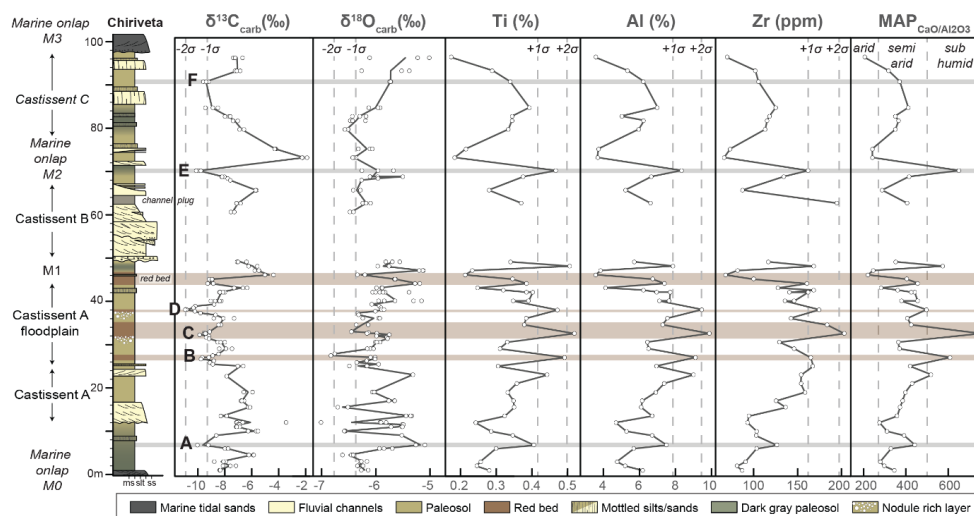 Marine onlap
M3
Chiriveta
δ13Ccarb(‰)
δ18Ocarb(‰)
Ti (%)
Al (%)
Zr (ppm)
MAPCaO/Al2O3
100
-2σ -1σ
-2σ -1σ
+1σ +2σ
+1σ +2σ
+1σ +2σ
arid semi arid sub humid
F
Castissent C
80
Marine
onlap
M2
E
channel plug
Castissent B
60
M1
red bed
40
D
Castissent A
floodplain
C
B
20
Castissent A
A
Marine
onlap
M0
0m
ms slt ss
-10 -8 -6 -4 -2
-7 -6 -5
0.2 0.3 0.4 0.5
4 6 8 10
50 100 150 200
400 600
Marine tidal sands
Fluvial channels
Paleosol
Red bed
Mottled silts/sands
Dark gray paleosol
Nodule rich layer